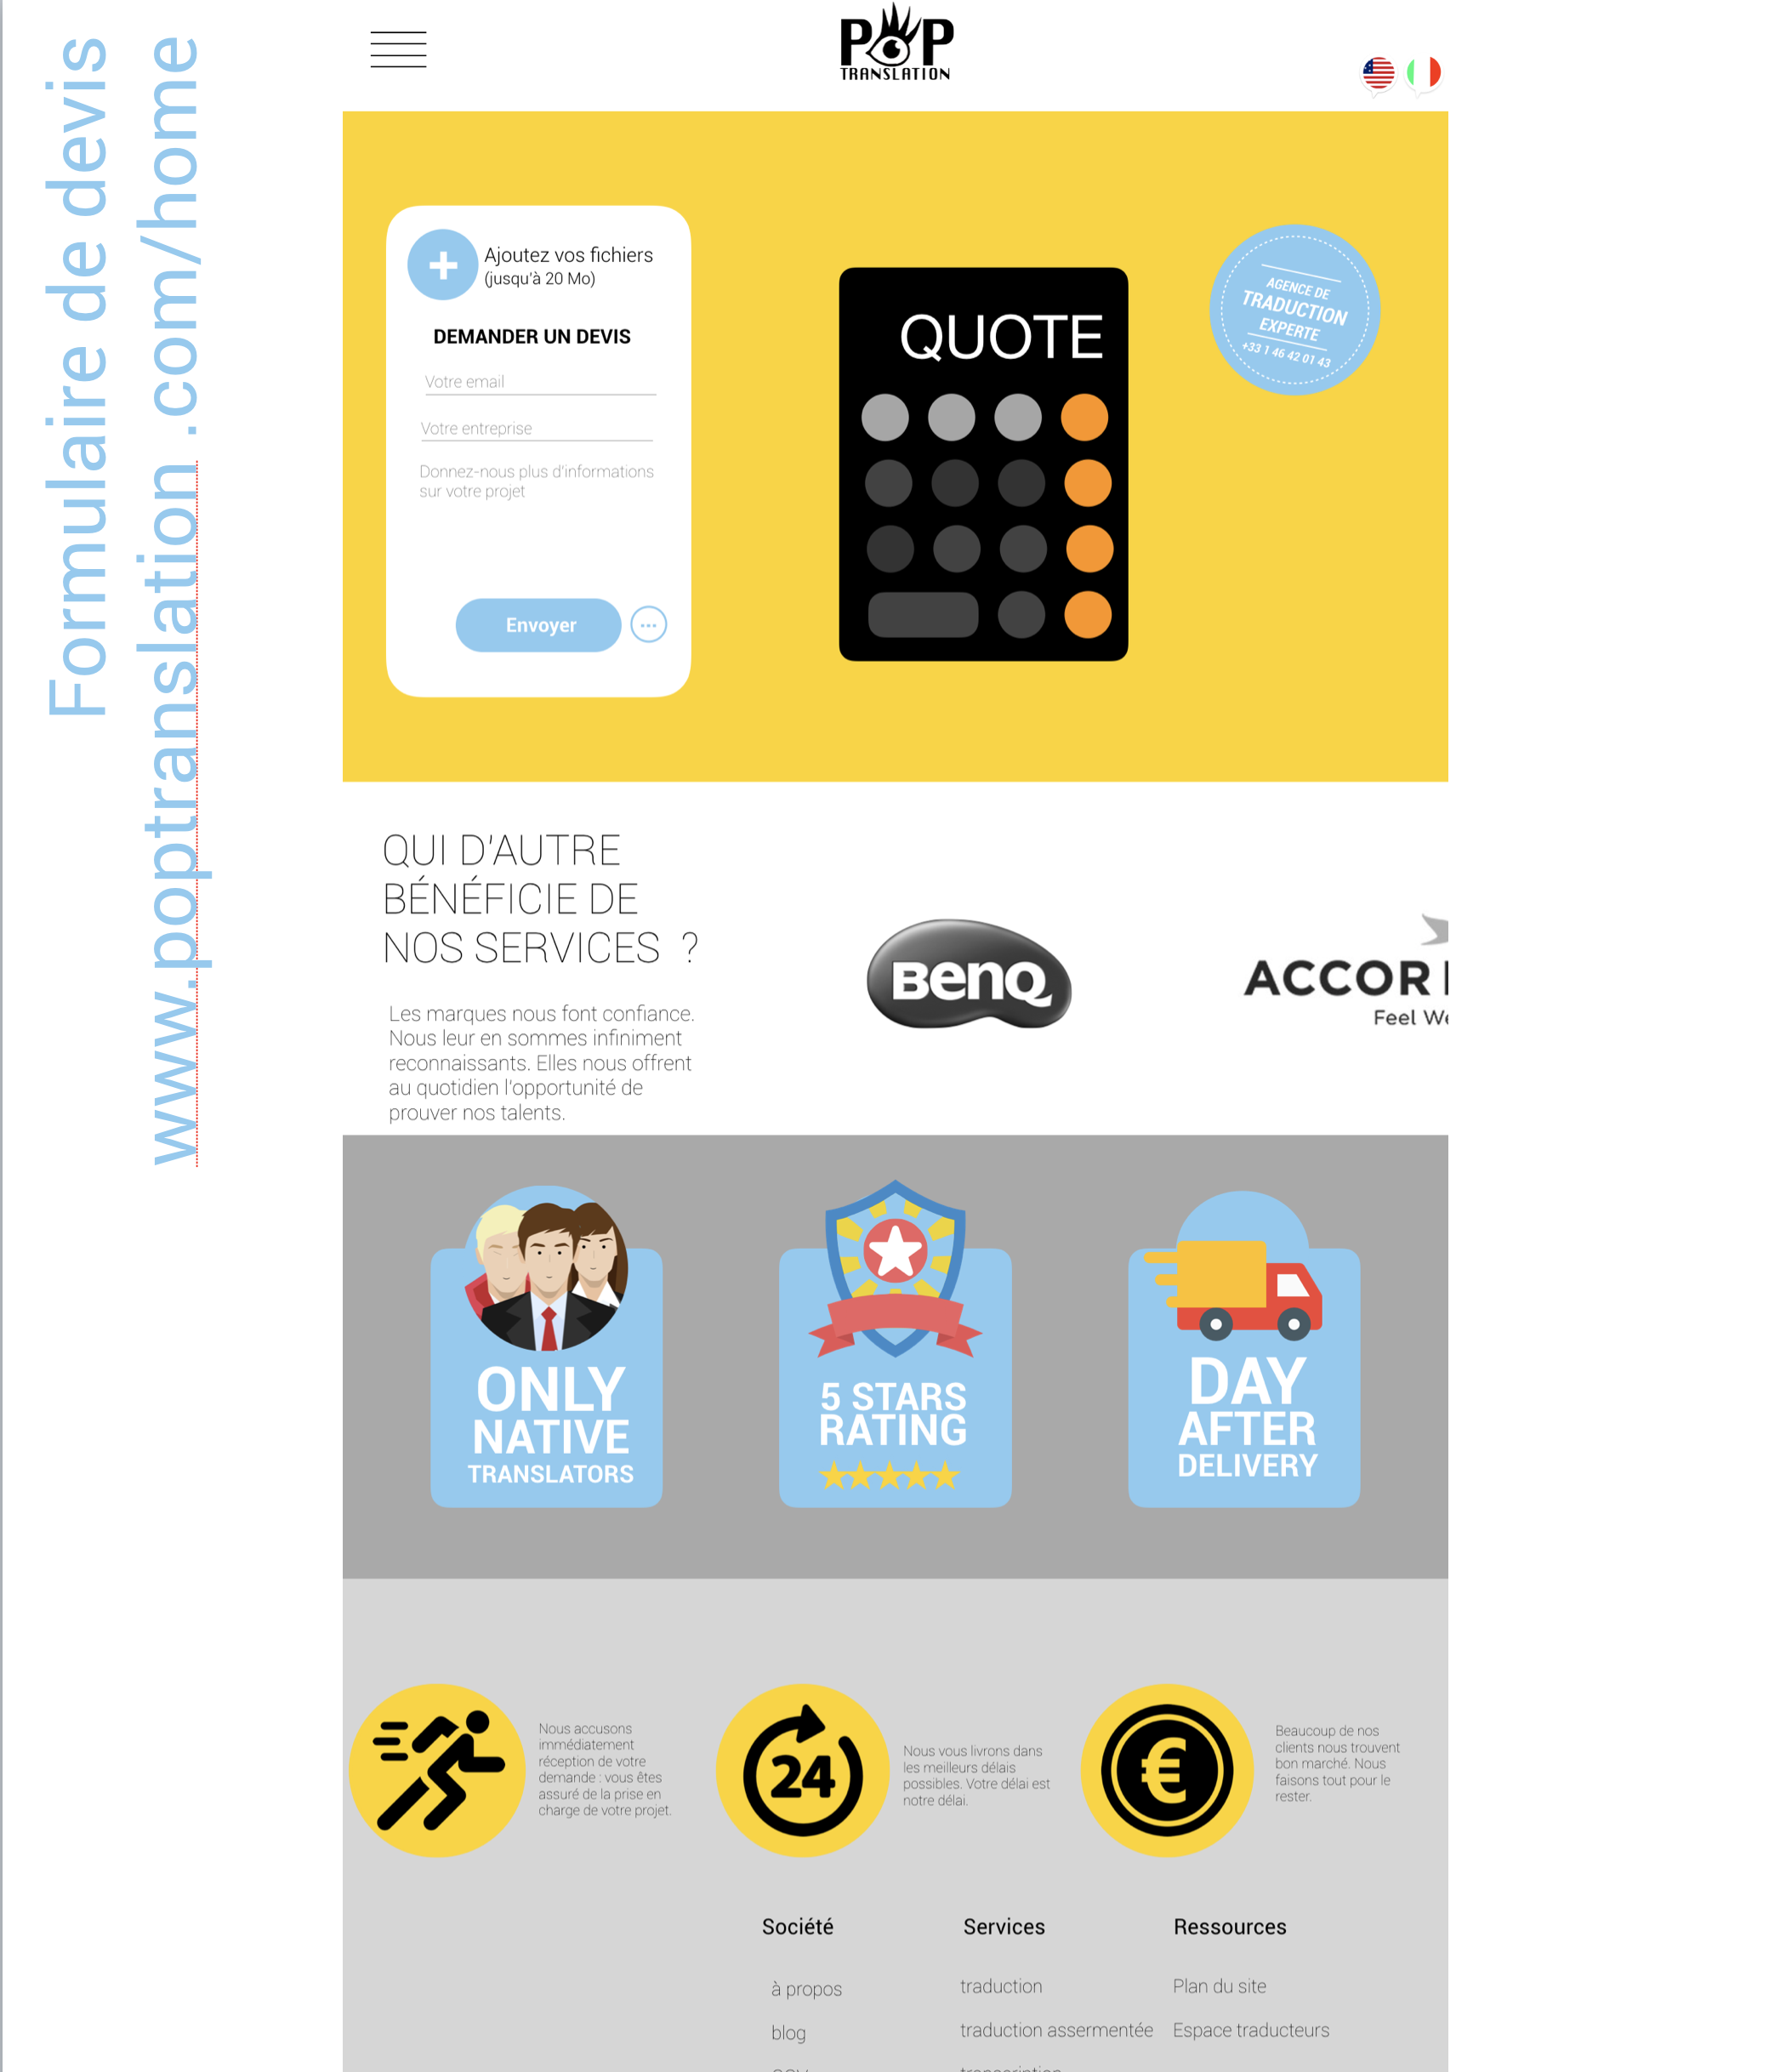 Formulaire de devis
www.poptranslation .com/home
POP
TRANSLATION
Ajoutez vos fichiers
(jusqu'à 20 Mo)
DEMANDER UN DEVIS
Votre email
Votre entreprise
Donnez-nous plus d'informations
sur votre projet
Envoyer
QUOTE
AGENCE DE
TRADUCTION
EXPERTE
+33 1 46 42 01 43
QUI D'AUTRE
BÉNÉFICIE DE
NOS SERVICES ?
Les marques nous font confiance.
Nous leur en sommes infiniment
reconnaissants. Elles nous offrent
au quotidien l'opportunité de
prouver nos talents.
BenQ
ACCOR
Feel
ONLY
NATIVE
TRANSLATORS
5 STARS
RATING
DAY
AFTER
DELIVERY
Nous accusons
immédiatement
réception de votre
demande : vous êtes
assuré de la prise en
charge de votre projet.
24
Nous vous livrons dans
les meilleurs délais
possibles. Votre délai est
notre délai.
€
Beaucoup de nos
clients nous trouvent
bon marché. Nous
faisons tout pour le
rester.
Société
à propos
blog
Services
traduction
traduction assermentée
Ressources
Plan du site
Espace traducteurs